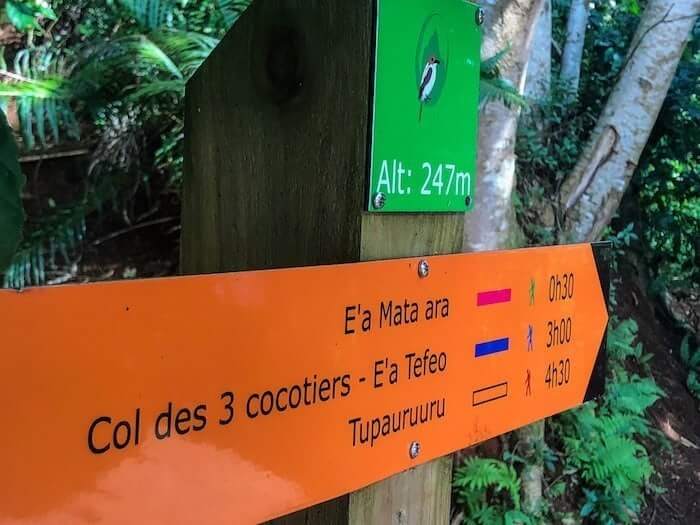 Alt: 247m
E'a Mata ara 0h30
Col des 3 cocotiers - E'a Tefeo 3h00
Tupauruuru 4h30